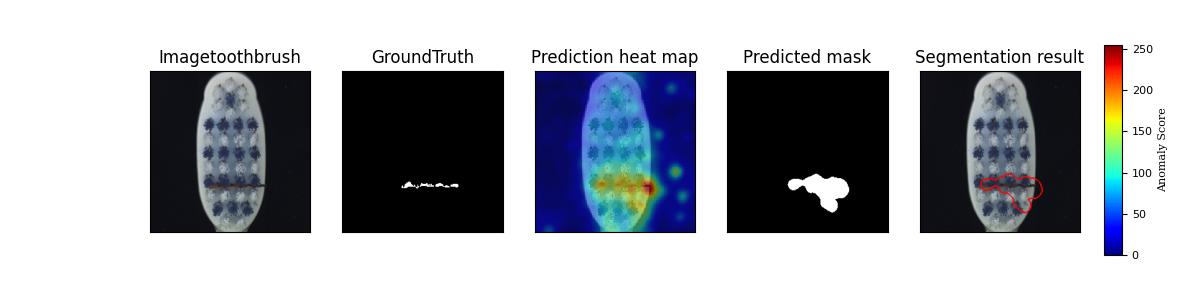 Imagetoothbrush
GroundTruth
Prediction heat map
Predicted mask
Segmentation result
250
200
150
100
50
0
Anomaly Score